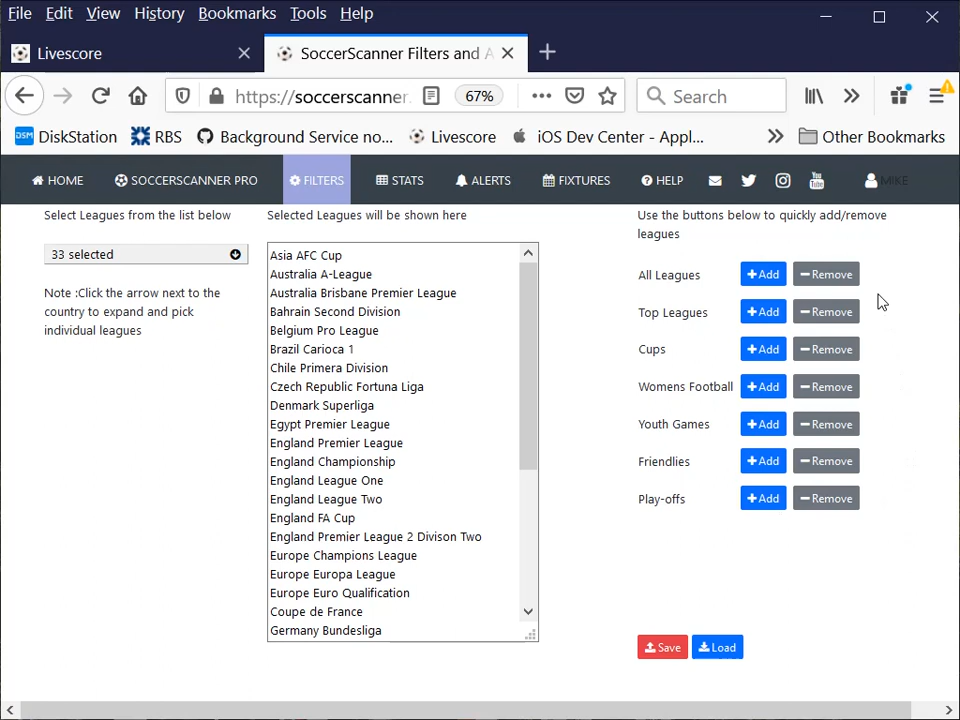 File Edit View History Bookmarks Tools Help
Livescore
SoccerScanner Filters and A
https://soccerscanner. 67% Search
DiskStation RBS Background Service no... Livescore iOS Dev Center - Appl... Other Bookmarks
HOME SOCCERSCANNER PRO FILTERS STATS ALERTS FIXTURES HELP You Tube MIKE
Select Leagues from the list below
33 selected
Note :Click the arrow next to the
country to expand and pick
individual leagues
Selected Leagues will be shown here
Asia AFC Cup
Australia A-League
Australia Brisbane Premier League
Bahrain Second Division
Belgium Pro League
Brazil Carioca 1
Chile Primera Division
Czech Republic Fortuna Liga
Denmark Superliga
Egypt Premier League
England Premier League
England Championship
England League One
England League Two
England FA Cup
England Premier League 2 Divison Two
Europe Champions League
Europe Europa League
Europe Euro Qualification
Coupe de France
Germany Bundesliga
Use the buttons below to quickly add/remove
leagues
All Leagues Add Remove
Top Leagues Add Remove
Cups Add Remove
Womens Football Add Remove
Youth Games Add Remove
Friendlies Add Remove
Play-offs Add Remove
Save Load